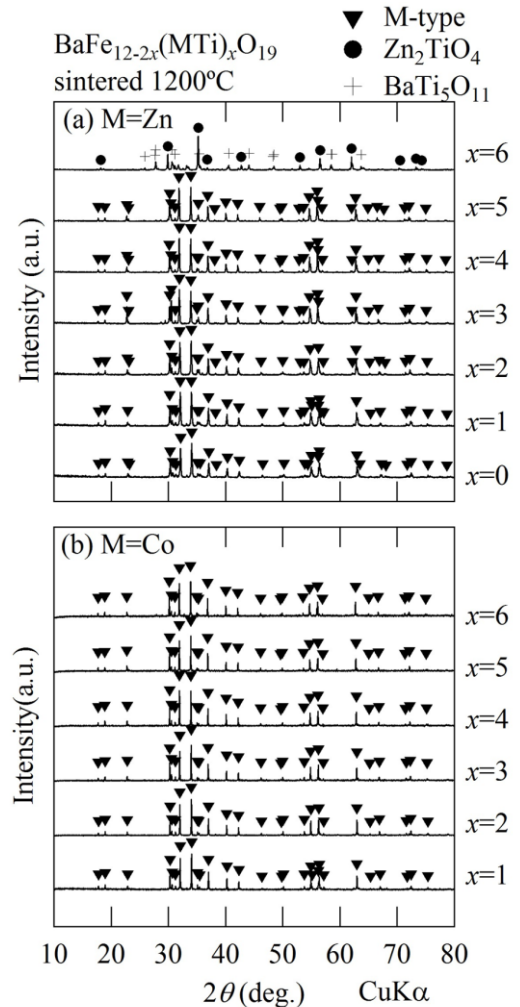 ▼ M-type
BaFe₁₂₋₂ₓ(MTi)ₓO₁₉
● Zn₂TiO₄
sintered 1200ºC
+ BaTi₅O₁₁
(a) M=Zn
x=6
x=5
x=4
x=3
x=2
x=1
x=0
Intensity (a.u.)
(b) M=Co
x=6
x=5
x=4
x=3
x=2
x=1
Intensity(a.u.)
10 20 30 40 50 60 70 80
2θ (deg.) CuKα